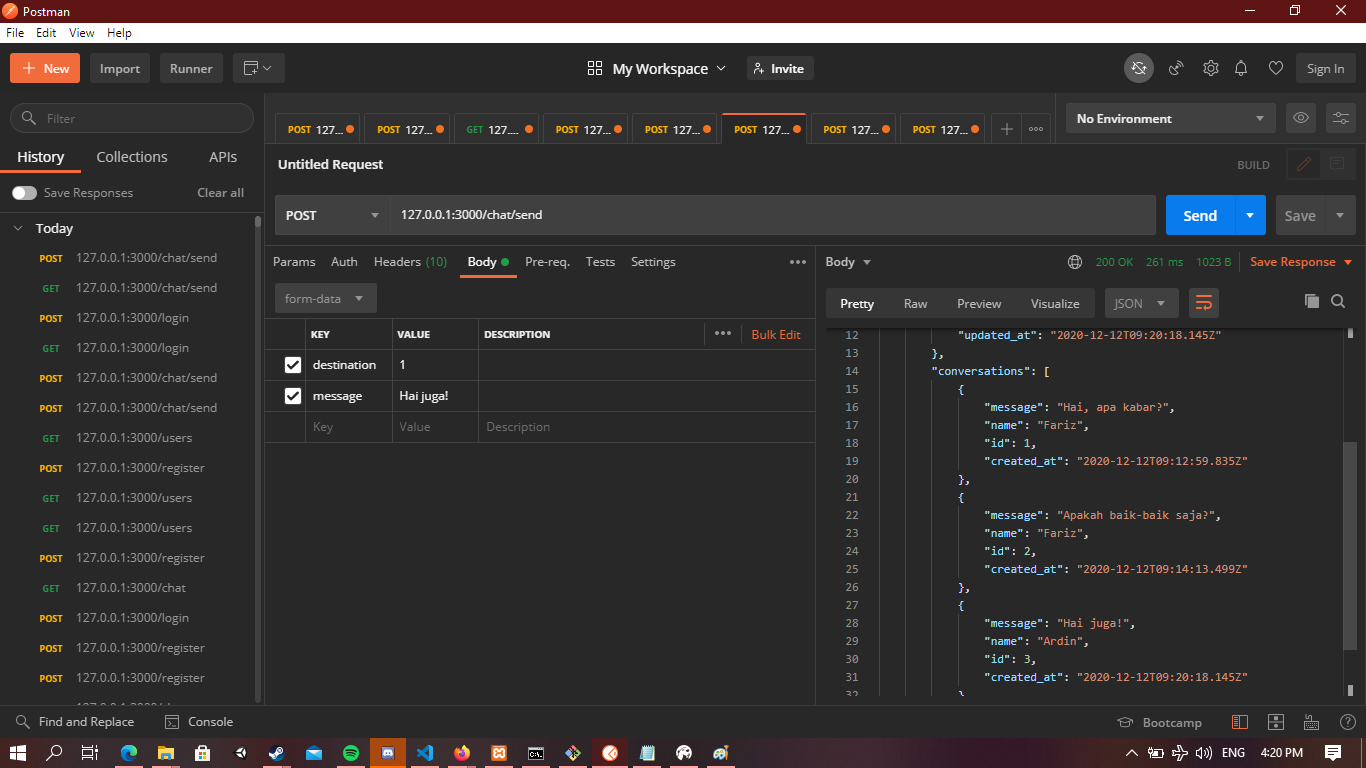 Postman
File Edit View Help
New Import Runner My Workspace Invite Sign In
Filter
History Collections APIs
Save Responses Clear all
Today
POST 127.0.0.1:3000/chat/send
GET 127.0.0.1:3000/chat/send
POST 127.0.0.1:3000/login
GET 127.0.0.1:3000/login
POST 127.0.0.1:3000/chat/send
POST 127.0.0.1:3000/chat/send
GET 127.0.0.1:3000/users
POST 127.0.0.1:3000/register
GET 127.0.0.1:3000/users
GET 127.0.0.1:3000/users
POST 127.0.0.1:3000/register
GET 127.0.0.1:3000/chat
POST 127.0.0.1:3000/login
POST 127.0.0.1:3000/register
POST 127.0.0.1:3000/register
POST 127... POST 127... GET 127.... POST 127... POST 127... POST 127... POST 127... POST 127... No Environment
Untitled Request BUILD
POST 127.0.0.1:3000/chat/send Send Save
Params Auth Headers (10) Body Pre-req. Tests Settings
form-data
KEY VALUE DESCRIPTION Bulk Edit
destination 1
message Hai juga!
Key Value Description
Body 200 OK 261 ms 1023 B Save Response
Pretty Raw Preview Visualize JSON
12 "updated_at": "2020-12-12T09:20:18.145Z"
13 },
14 "conversations": [
15 {
16 "message": "Hai, apa kabar?",
17 "name": "Fariz",
18 "id": 1,
19 "created_at": "2020-12-12T09:12:59.835Z"
20 },
21 {
22 "message": "Apakah baik-baik saja?",
23 "name": "Fariz",
24 "id": 2,
25 "created_at": "2020-12-12T09:14:13.499Z"
26 },
27 {
28 "message": "Hai juga!",
29 "name": "Ardin",
30 "id": 3,
31 "created_at": "2020-12-12T09:20:18.145Z"
32 }
Find and Replace Console Bootcamp
ENG 4:20 PM